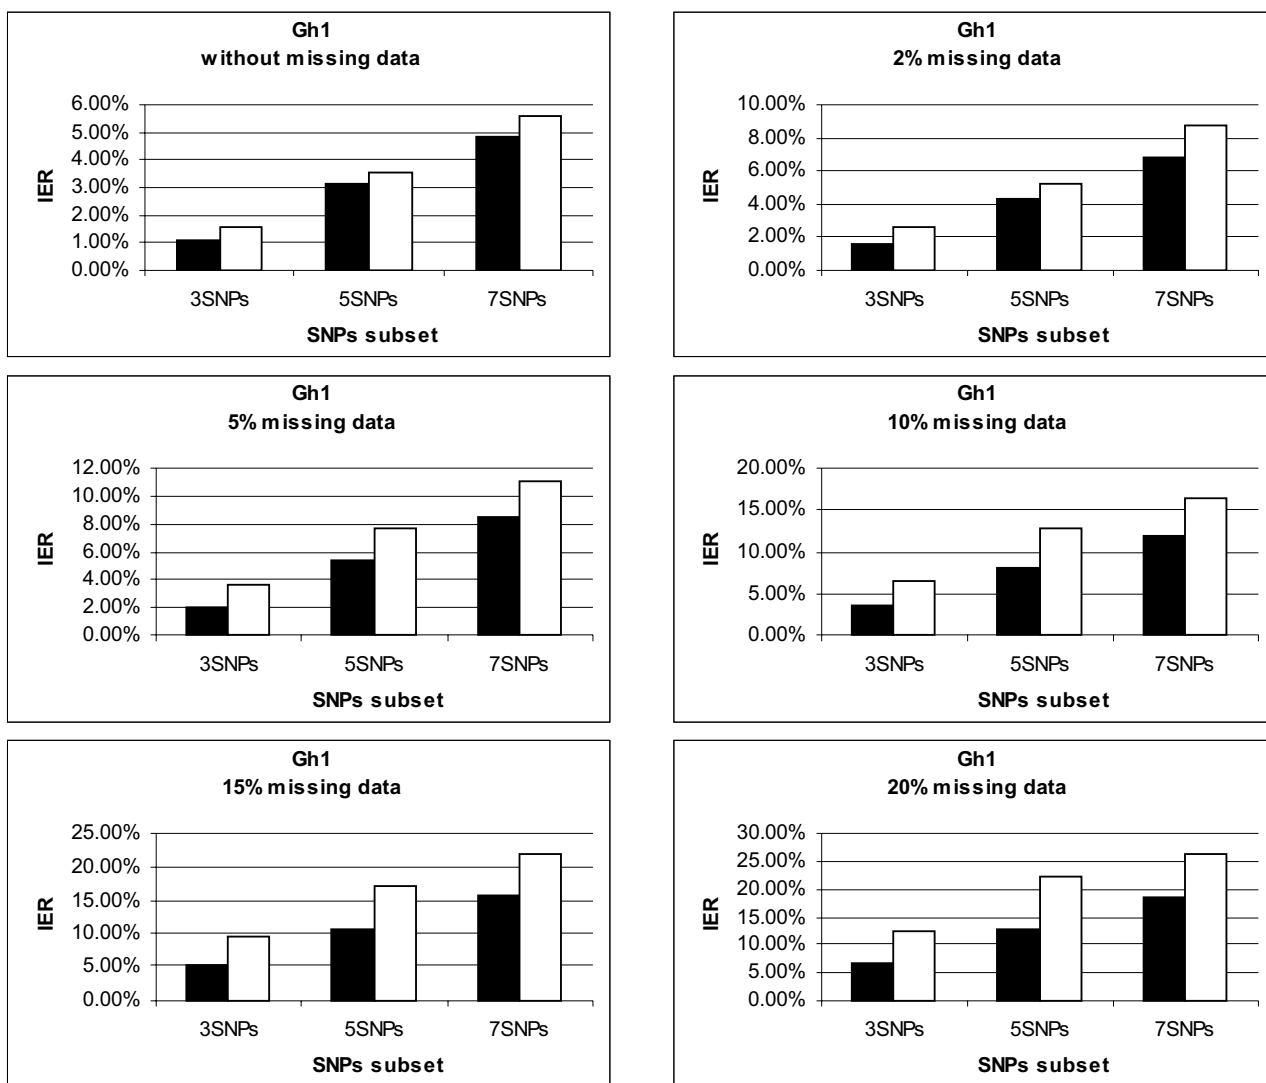 Gh1
without missing data
6.00%
5.00%
4.00%
3.00%
2.00%
1.00%
0.00%
IER
3SNPs 5SNPs 7SNPs
SNPs subset
Gh1
2% missing data
10.00%
8.00%
6.00%
4.00%
2.00%
0.00%
IER
3SNPs 5SNPs 7SNPs
SNPs subset
Gh1
5% missing data
12.00%
10.00%
8.00%
6.00%
4.00%
2.00%
0.00%
IER
3SNPs 5SNPs 7SNPs
SNPs subset
Gh1
10% missing data
20.00%
15.00%
10.00%
5.00%
0.00%
IER
3SNPs 5SNPs 7SNPs
SNPs subset
Gh1
15% missing data
25.00%
20.00%
15.00%
10.00%
5.00%
0.00%
IER
3SNPs 5SNPs 7SNPs
SNPs subset
Gh1
20% missing data
30.00%
25.00%
20.00%
15.00%
10.00%
5.00%
0.00%
IER
3SNPs 5SNPs 7SNPs
SNPs subset